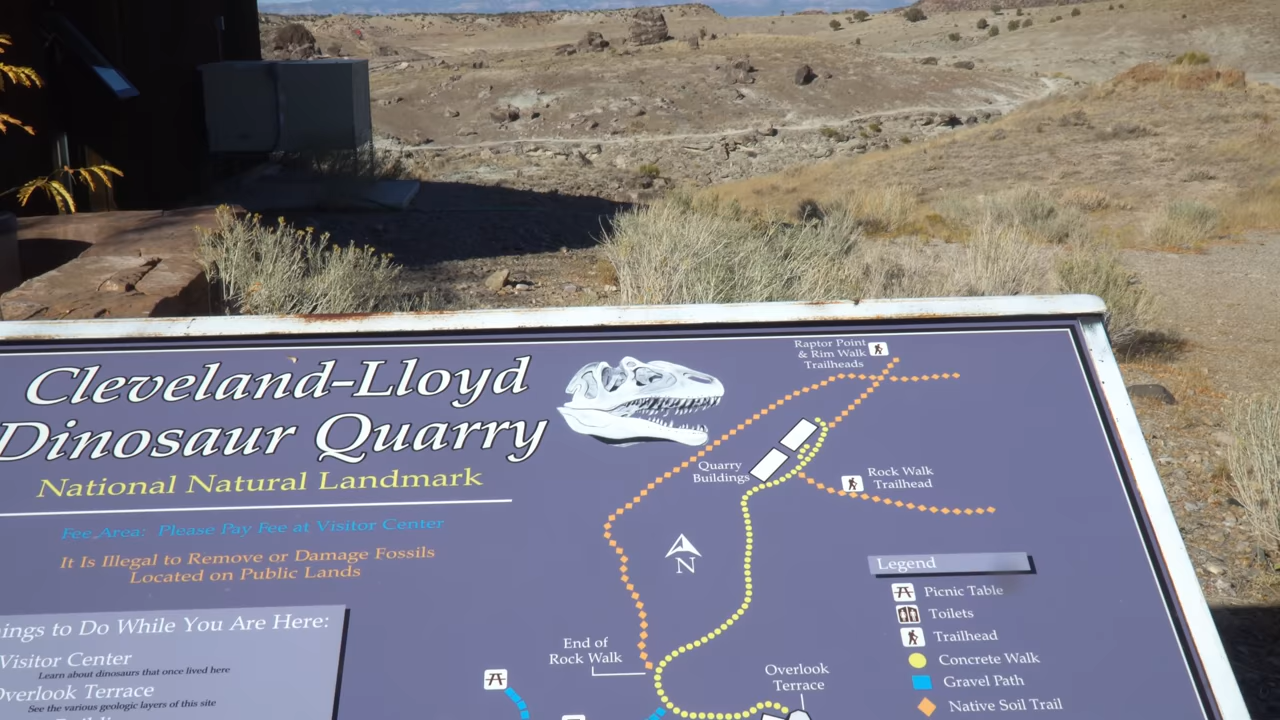 Cleveland-Lloyd
Dinosaur Quarry
National Natural Landmark
Fee Area: Please Pay Fee at Visitor Center
It Is Illegal to Remove or Damage Fossils
Located on Public Lands
to Do While You Are Here:
Visitor Center
Learn about dinosaurs that once lived here
Overlook Terrace
See the various geologic layers of this site
Raptor Point
& Rim Walk
Trailheads
Quarry
Buildings
Rock Walk
Trailhead
N
End of
Rock Walk
Overlook
Terrace
Legend
Picnic Table
Toilets
Trailhead
Concrete Walk
Gravel Path
Native Soil Trail